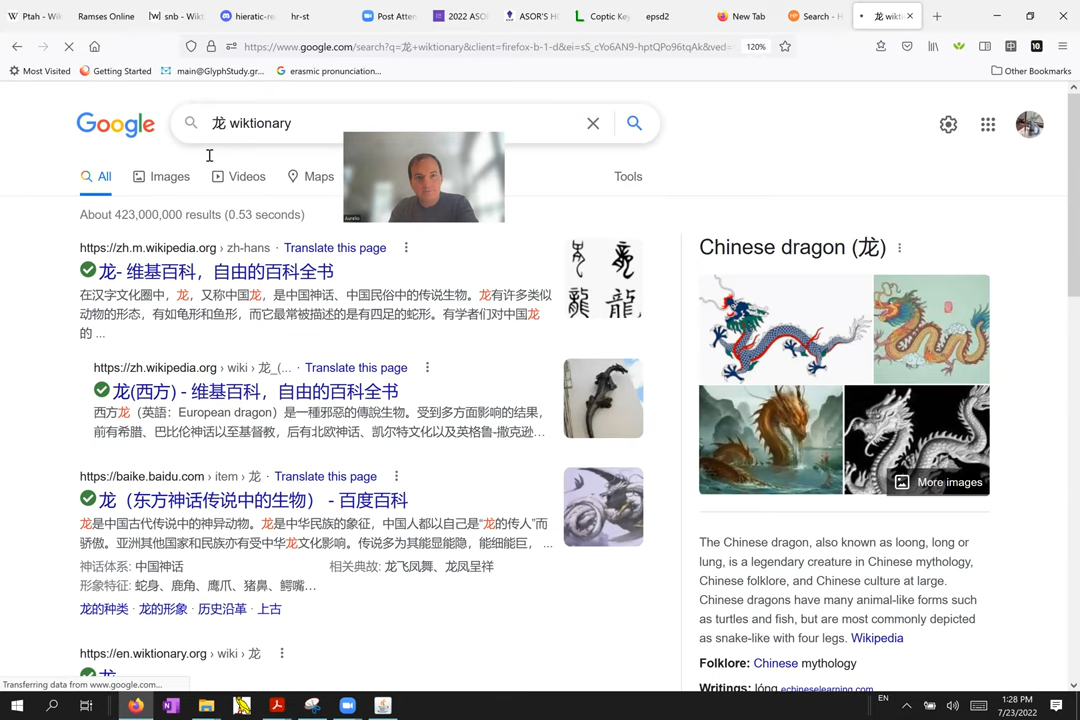 Ptah - Wik
Ramses Online
snb - Wikt
hieratic-re
hr-st
Post Atten
2022 ASO
ASOR's H
Coptic Ke
epsd2
New Tab
Search - H
龙 wikti
https://www.google.com/search?q=龙+wiktionary&client=firefox-b-1-d&ei=sS_cYo6AN9-hptQPo96tqAk&ved=
120%
Most Visited
Getting Started
main@GlyphStudy.gr...
erasmic pronunciation...
Other Bookmarks
Google
龙 wiktionary
All
Images
Videos
Maps
Tools
Aurelio
About 423,000,000 results (0.53 seconds)
https://zh.m.wikipedia.org › zh-hans · Translate this page
龙- 维基百科，自由的百科全书
在汉字文化圈中，龙，又称中国龙，是中国神话、中国民俗中的传说生物。龙有许多类似
动物的形态，有如龟形和鱼形，而它最常被描述的是有四足的蛇形。有学者们对中国龙
的 ...
https://zh.wikipedia.org › wiki › 龙_(... · Translate this page
龙(西方) - 维基百科，自由的百科全书
西方龙（英語：European dragon）是一種邪惡的傳說生物。受到多方面影响的结果，
前有希腊、巴比伦神话以至基督教，后有北欧神话、凯尔特文化以及英格鲁-撒克逊...
https://baike.baidu.com › item › 龙 · Translate this page
龙（东方神话传说中的生物） - 百度百科
龙是中国古代传说中的神异动物。龙是中华民族的象征，中国人都以自己是“龙的传人”而
骄傲。亚洲其他国家和民族亦有受中华龙文化影响。传说多为其能显能隐，能细能巨， ...
神话体系: 中国神话
相关典故: 龙飞凤舞、龙凤呈祥
形象特征: 蛇身、鹿角、鹰爪、猪鼻、鳄嘴...
龙的种类 · 龙的形象 · 历史沿革 · 上古
https://en.wiktionary.org › wiki › 龙
龙
Chinese dragon (龙)
More images
The Chinese dragon, also known as loong, long or
lung, is a legendary creature in Chinese mythology,
Chinese folklore, and Chinese culture at large.
Chinese dragons have many animal-like forms such
as turtles and fish, but are most commonly depicted
as snake-like with four legs. Wikipedia
Folklore: Chinese mythology
Writings: lóng echineselearning.com
Transferring data from www.google.com...
EN
1:28 PM
7/23/2022